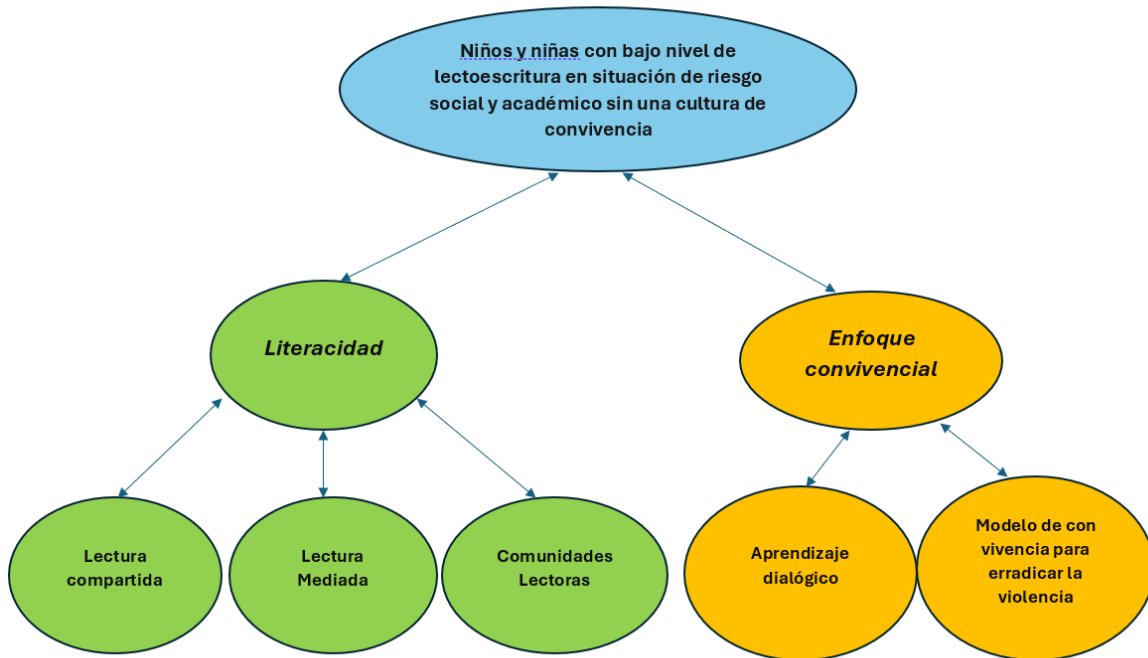 Niños y niñas con bajo nivel de
lectoescritura en situación de riesgo
social y académico sin una cultura de
convivencia
Literacidad
Enfoque
convivencial
Lectura
compartida
Lectura
Mediada
Comunidades
Lectoras
Aprendizaje
dialógico
Modelo de con
vivencia para
erradicar la
violencia